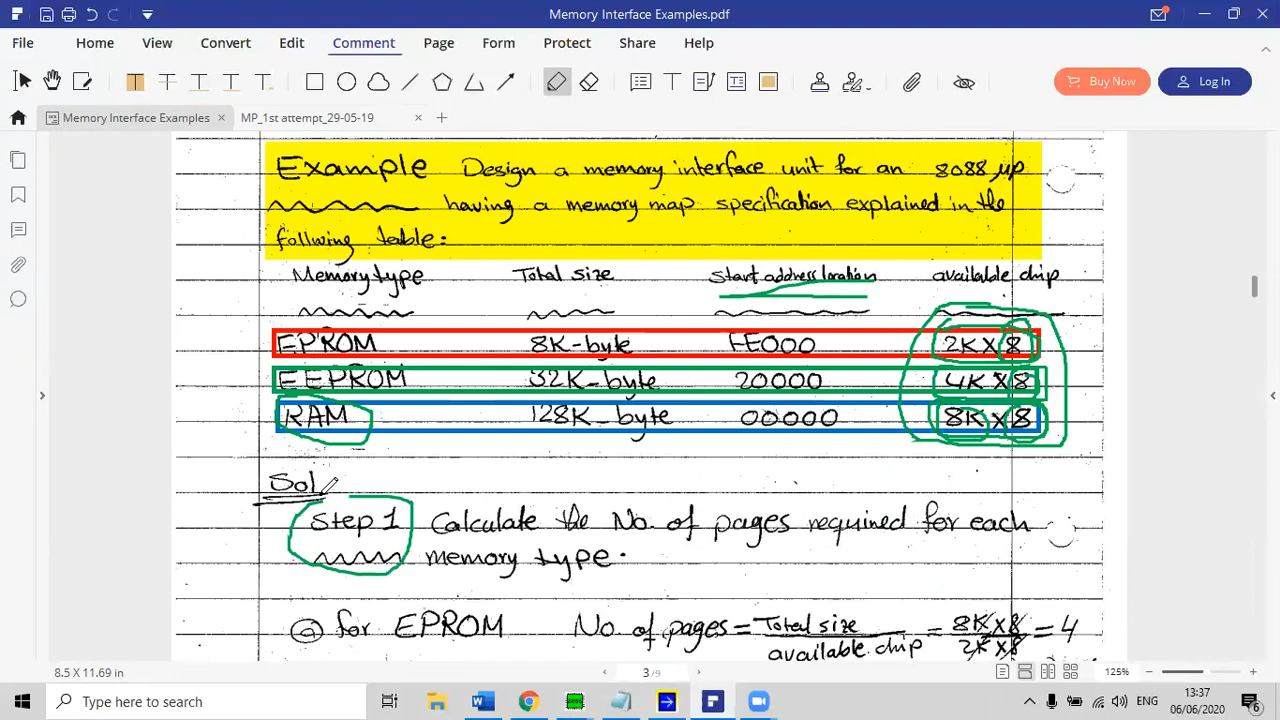 Memory Interface Examples.pdf
File Home View Convert Edit Comment Page Form Protect Share Help
Buy Now Log In
Memory Interface Examples × MP_1st attempt_29-05-19 × +
Example Design a memory interface unit for an 8088 μp
having a memory map specification explained in the
follwing table:
Memory type Total size Start address location available chip
EPROM 8K-byte FE000 2K×8
EEPROM 32K-byte 20000 4K×8
RAM 128K-byte 00000 8K×8
Sol
Step 1 Calculate the No. of pages required for each
memory type.
ⓐ for EPROM No. of pages = Total size / available chip = 8K×8 / 2K×8 = 4
8.5 x 11.69 in 3 /9 125%
Type here to search ENG 13:37 06/06/2020 6